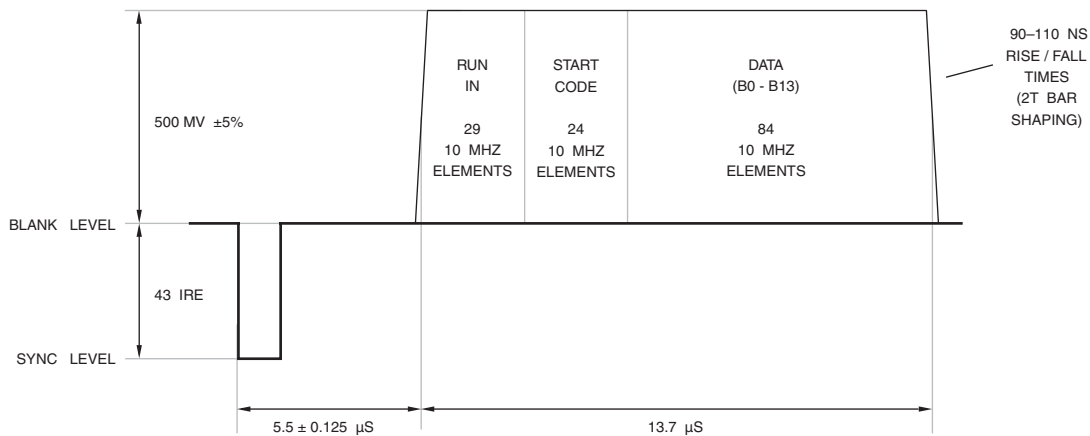 500 MV ±5%
RUN
IN
29
10 MHZ
ELEMENTS
START
CODE
24
10 MHZ
ELEMENTS
DATA
(B0 - B13)
84
10 MHZ
ELEMENTS
90–110 NS
RISE / FALL
TIMES
(2T BAR
SHAPING)
BLANK LEVEL
43 IRE
SYNC LEVEL
5.5 ± 0.125 µS
13.7 µS